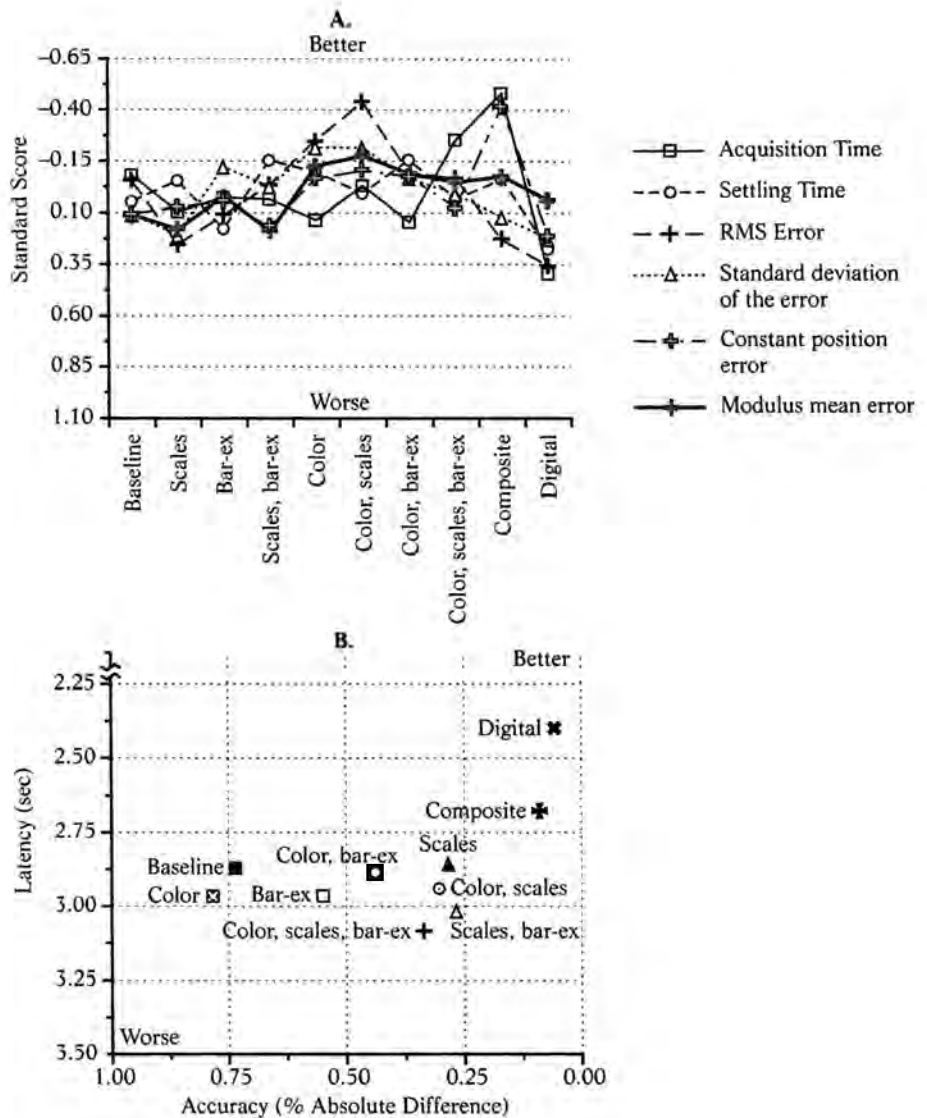 A.
Better
−0.65
−0.40
−0.15
0.10
0.35
0.60
0.85
1.10
Standard Score
Worse
Baseline
Scales
Bar-ex
Scales, bar-ex
Color
Color, scales
Color, bar-ex
Color, scales, bar-ex
Composite
Digital
Acquisition Time
Settling Time
RMS Error
Standard deviation
of the error
Constant position
error
Modulus mean error
B.
Better
2.25
2.50
2.75
3.00
3.25
3.50
Latency (sec)
Digital
Composite
Scales
Color, bar-ex
Baseline
Color, scales
Color
Bar-ex
Color, scales, bar-ex
Scales, bar-ex
Worse
1.00
0.75
0.50
0.25
0.00
Accuracy (% Absolute Difference)